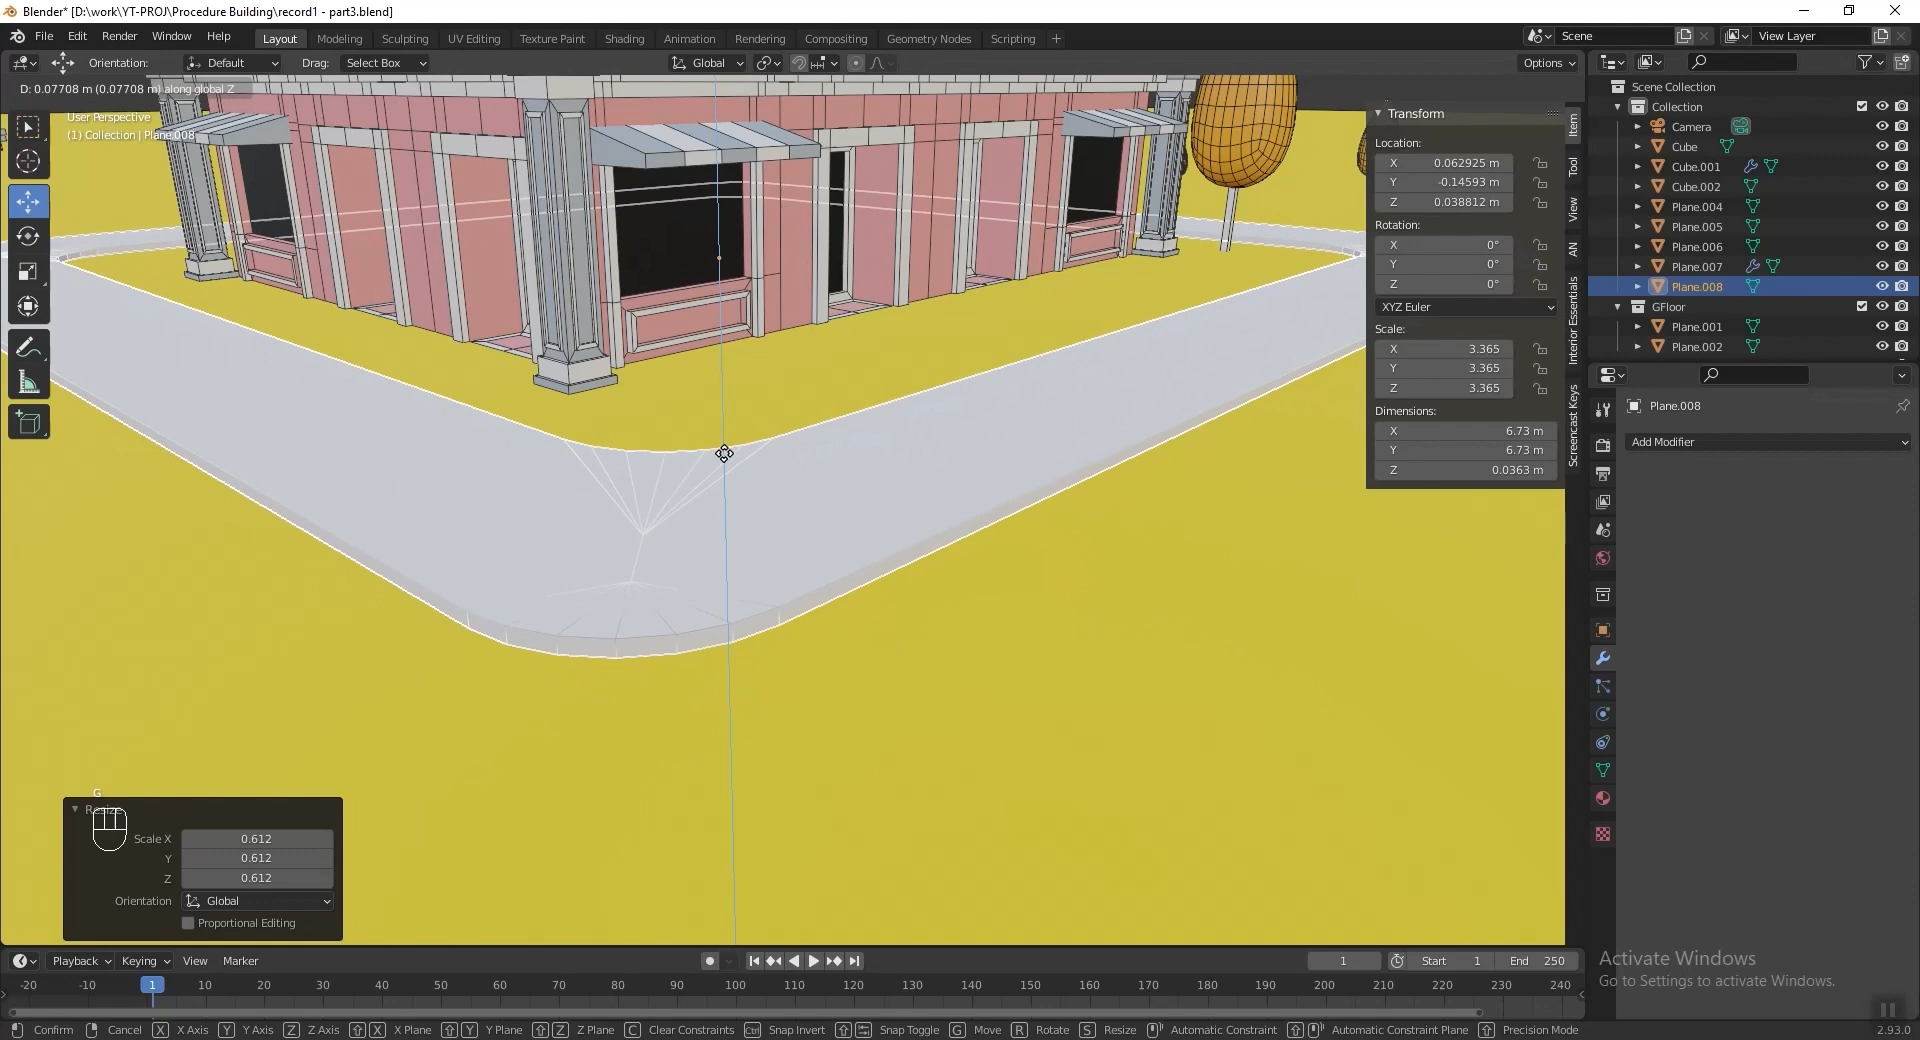 Blender* [D:\work\YT-PROJ\Procedure Building\record1 - part3.blend]
File Edit Render Window Help Layout Modeling Sculpting UV Editing Texture Paint Shading Animation Rendering Compositing Geometry Nodes Scripting + Scene View Layer
Orientation: Default Drag: Select Box Global Options
D: 0.07708 m (0.07708 m) along global Z
User Perspective
(1) Collection | Plane.008
Transform
Location:
X 0.062925 m
Y -0.14593 m
Z 0.038812 m
Rotation:
X 0°
Y 0°
Z 0°
XYZ Euler
Scale:
X 3.365
Y 3.365
Z 3.365
Dimensions:
X 6.73 m
Y 6.73 m
Z 0.0363 m
Item
Tool
View
AN
Interior Essentials
Screencast Keys
Scene Collection
Collection
Camera
Cube
Cube.001
Cube.002
Plane.004
Plane.005
Plane.006
Plane.007
Plane.008
GFloor
Plane.001
Plane.002
Plane.008
Add Modifier
G
Resize
Scale X 0.612
Y 0.612
Z 0.612
Orientation Global
Proportional Editing
Activate Windows
Go to Settings to activate Windows.
Playback Keying View Marker 1 Start 1 End 250
-20 -10 1 10 20 30 40 50 60 70 80 90 100 110 120 130 140 150 160 170 180 190 200 210 220 230 240
Confirm Cancel X X Axis Y Y Axis Z Z Axis X X Plane Y Y Plane Z Z Plane C Clear Constraints Ctrl Snap Invert Snap Toggle G Move R Rotate S Resize Automatic Constraint Automatic Constraint Plane Precision Mode 2.93.0